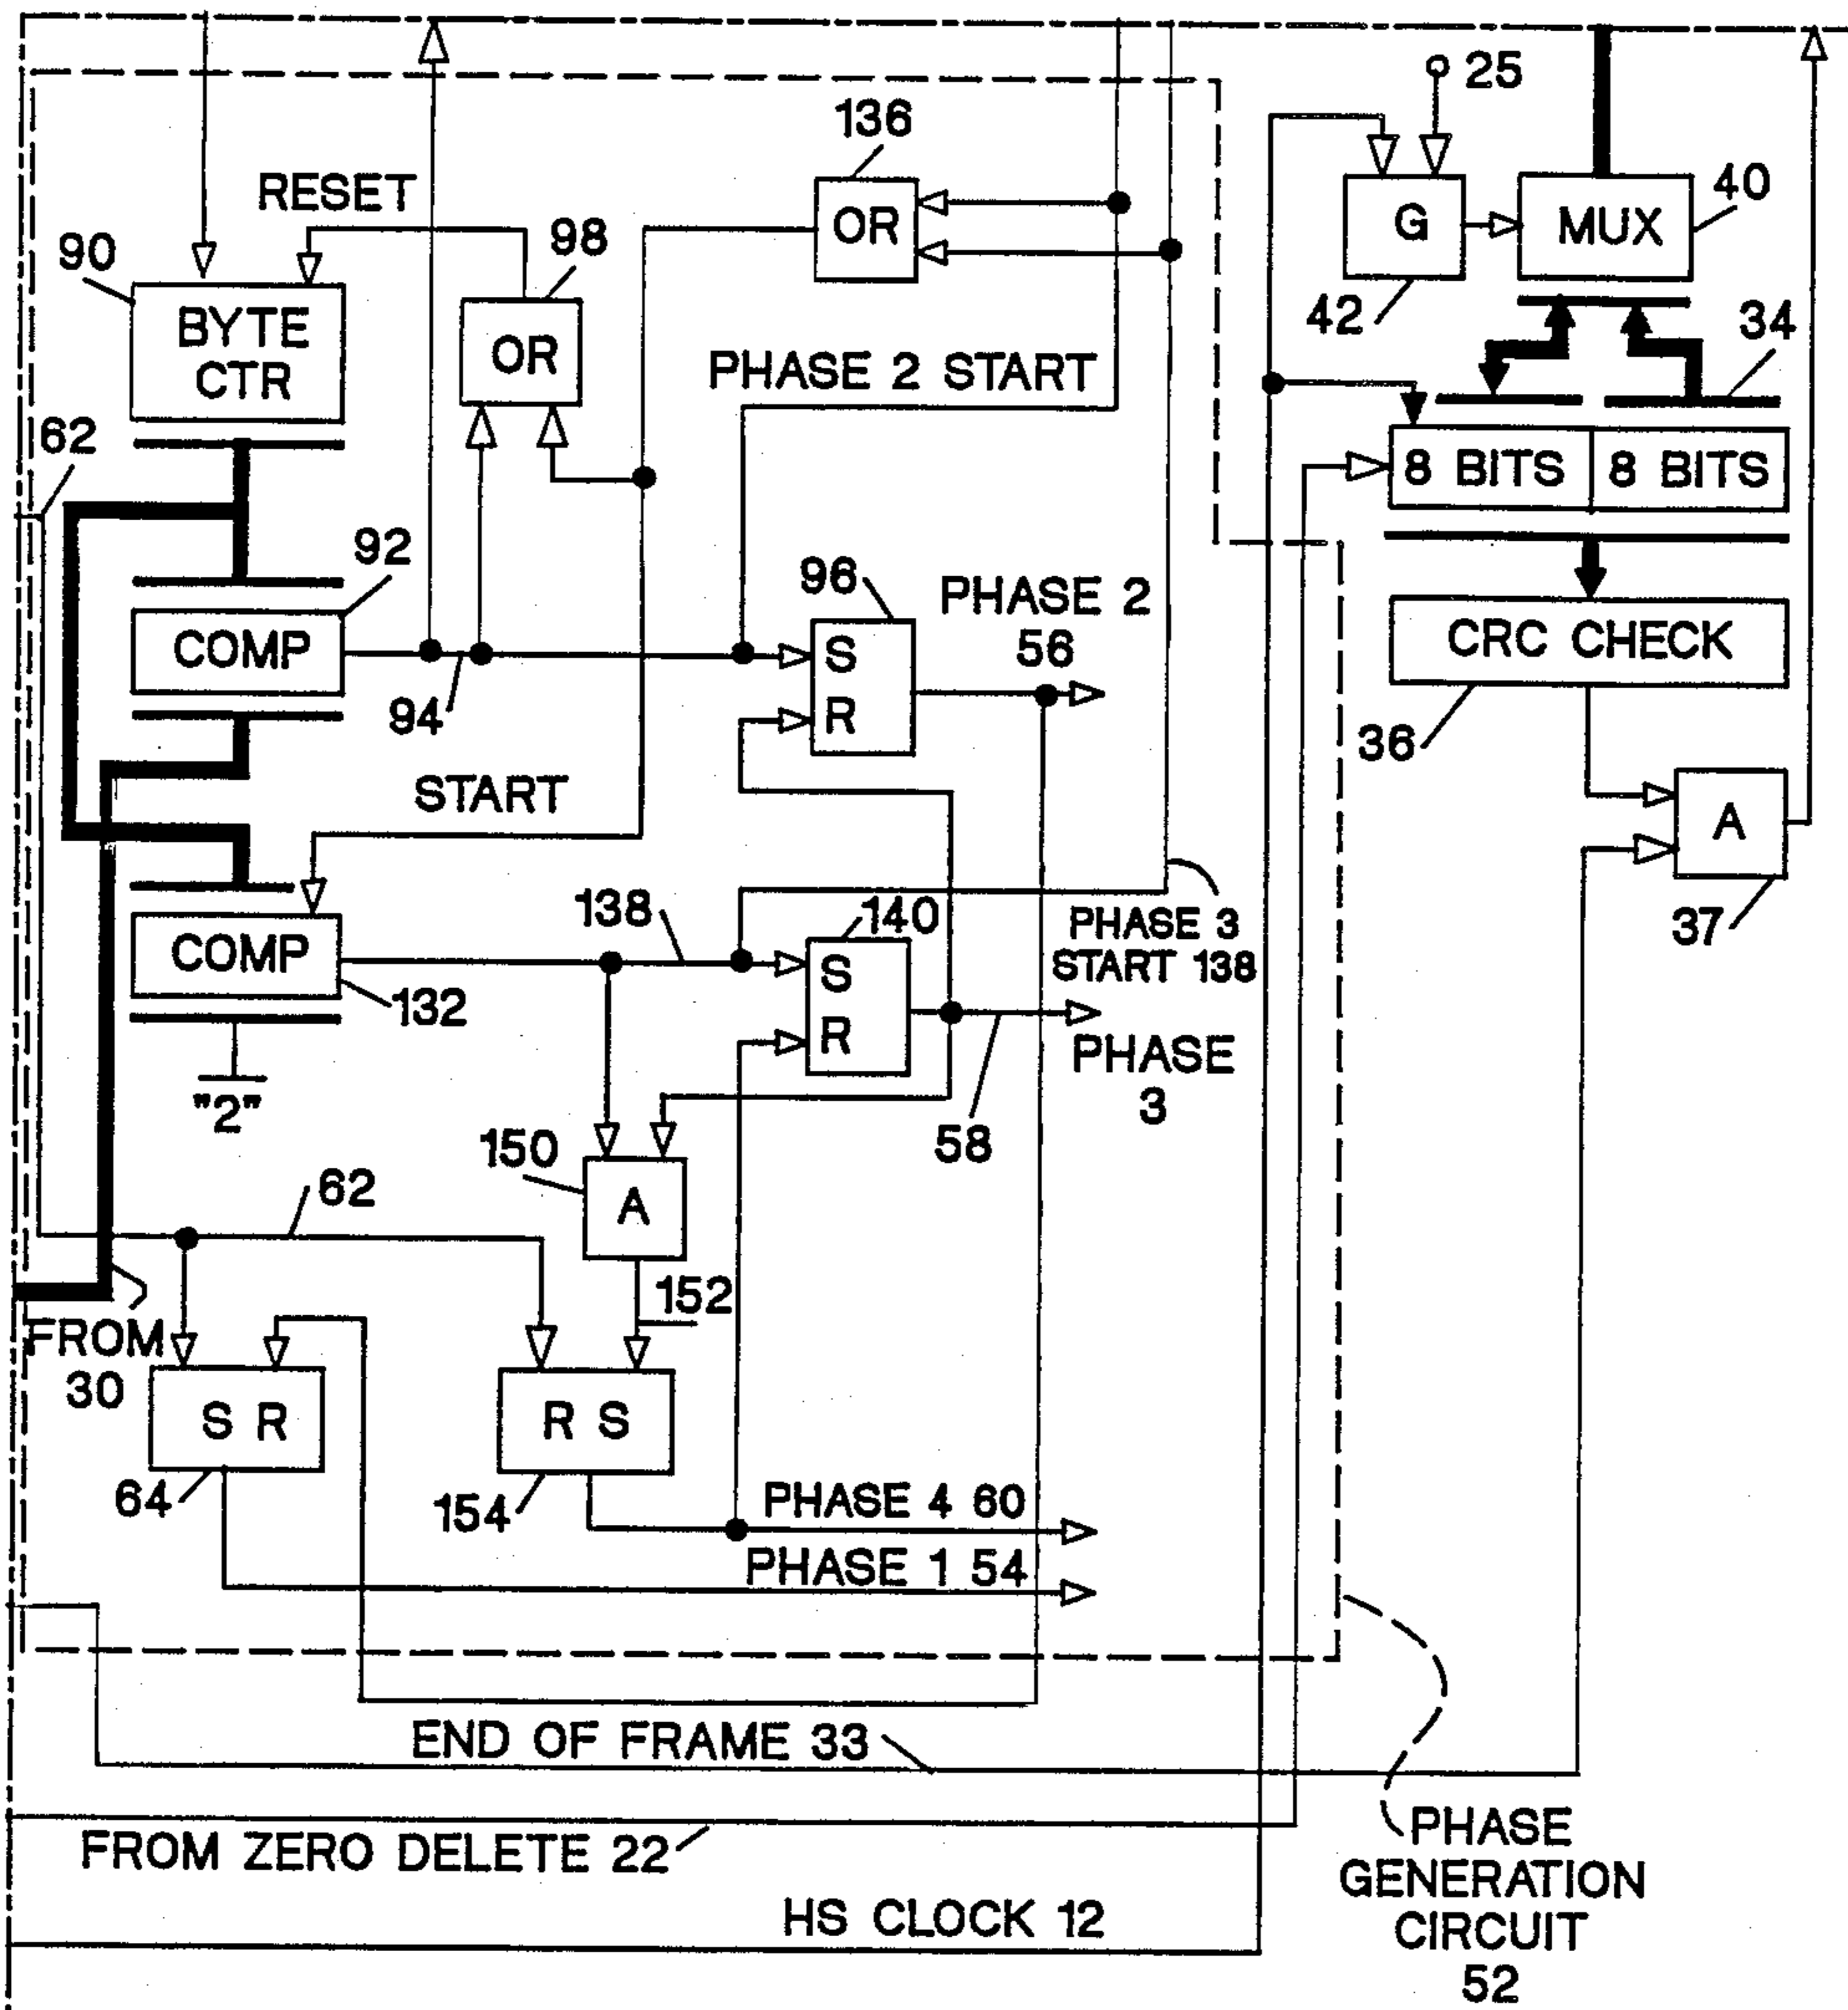 25
136
RESET
OR
G
MUX
40
90
98
42
34
BYTE
CTR
OR
PHASE 2 START
62
8 BITS
8 BITS
92
96
PHASE 2
56
COMP
S
R
CRC CHECK
94
36
START
A
138
140
PHASE 3
START 138
37
COMP
S
R
132
PHASE
3
"2"
58
150
A
62
152
FROM
30
S R
R S
64
154
PHASE 4 60
PHASE 1 54
END OF FRAME 33
FROM ZERO DELETE 22
PHASE
GENERATION
CIRCUIT
52
HS CLOCK 12